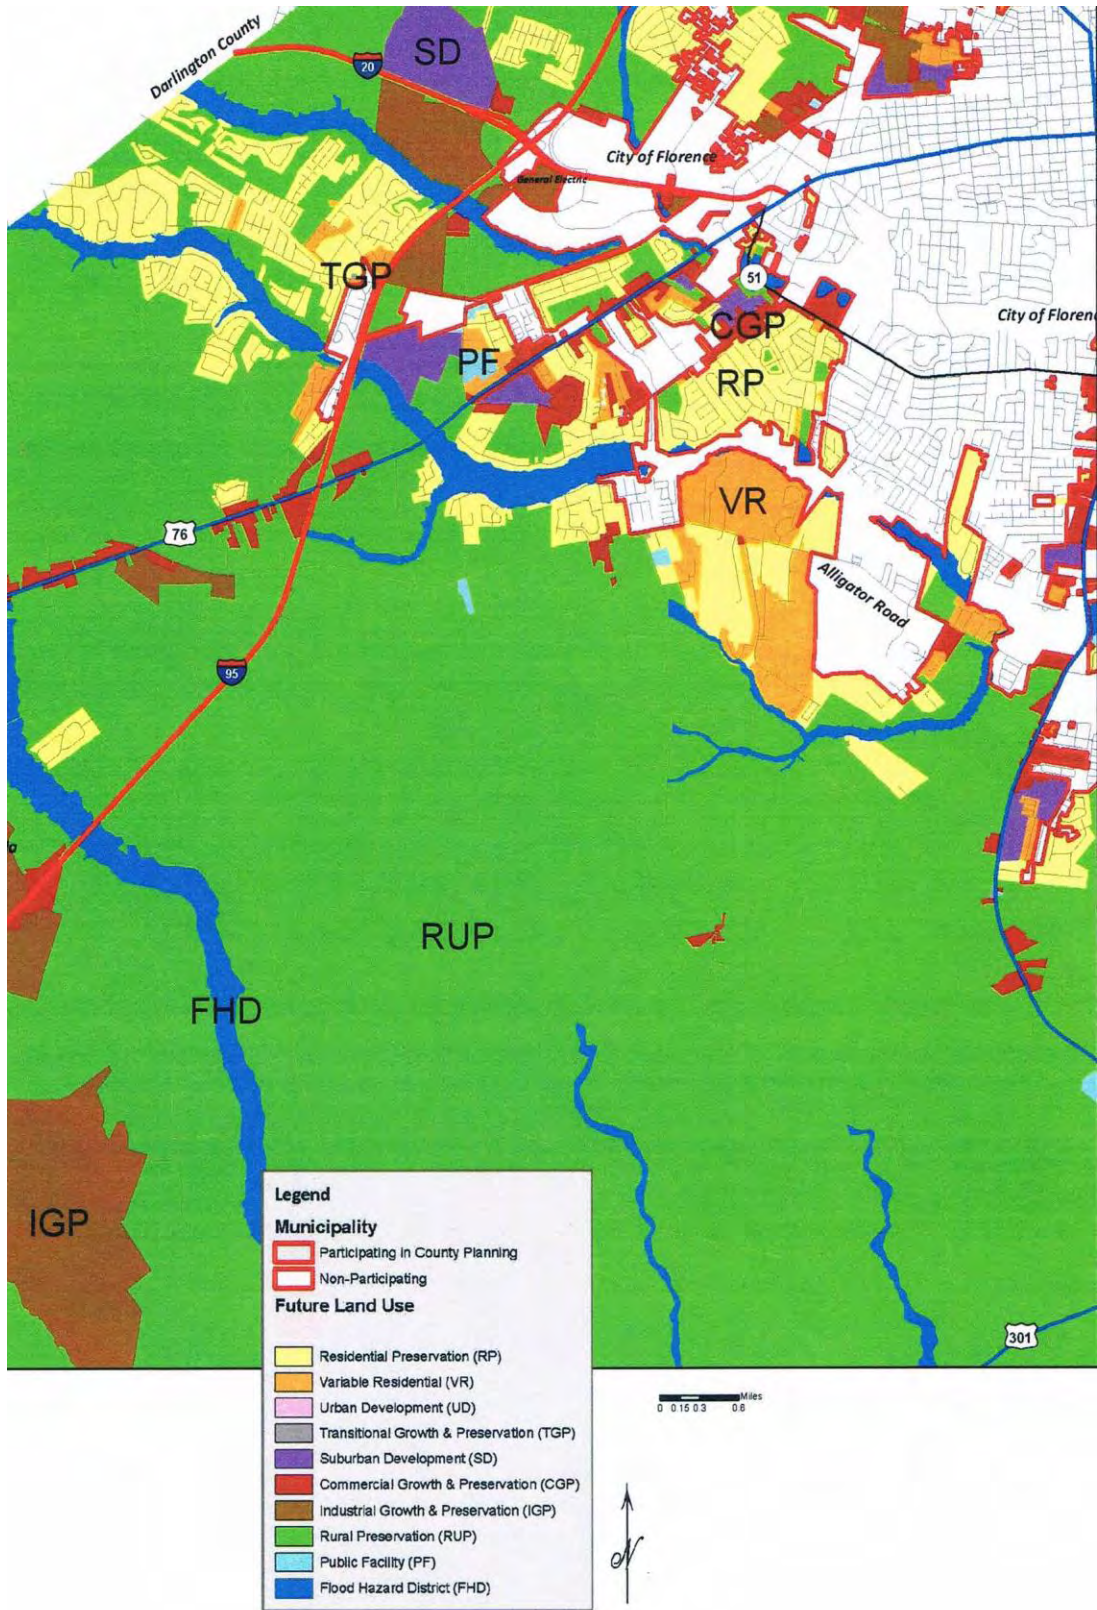 Darlington County
SD
20
City of Florence
General Electric
TGP
51
City of Floren
CGP
PF
RP
VR
76
Alligator Road
95
RUP
FHD
IGP
301
Legend
Municipality
Participating in County Planning
Non-Participating
Future Land Use
Residential Preservation (RP)
Variable Residential (VR)
Urban Development (UD)
Transitional Growth & Preservation (TGP)
Suburban Development (SD)
Commercial Growth & Preservation (CGP)
Industrial Growth & Preservation (IGP)
Rural Preservation (RUP)
Public Facility (PF)
Flood Hazard District (FHD)
Miles
0 0.15 0.3 0.6
N